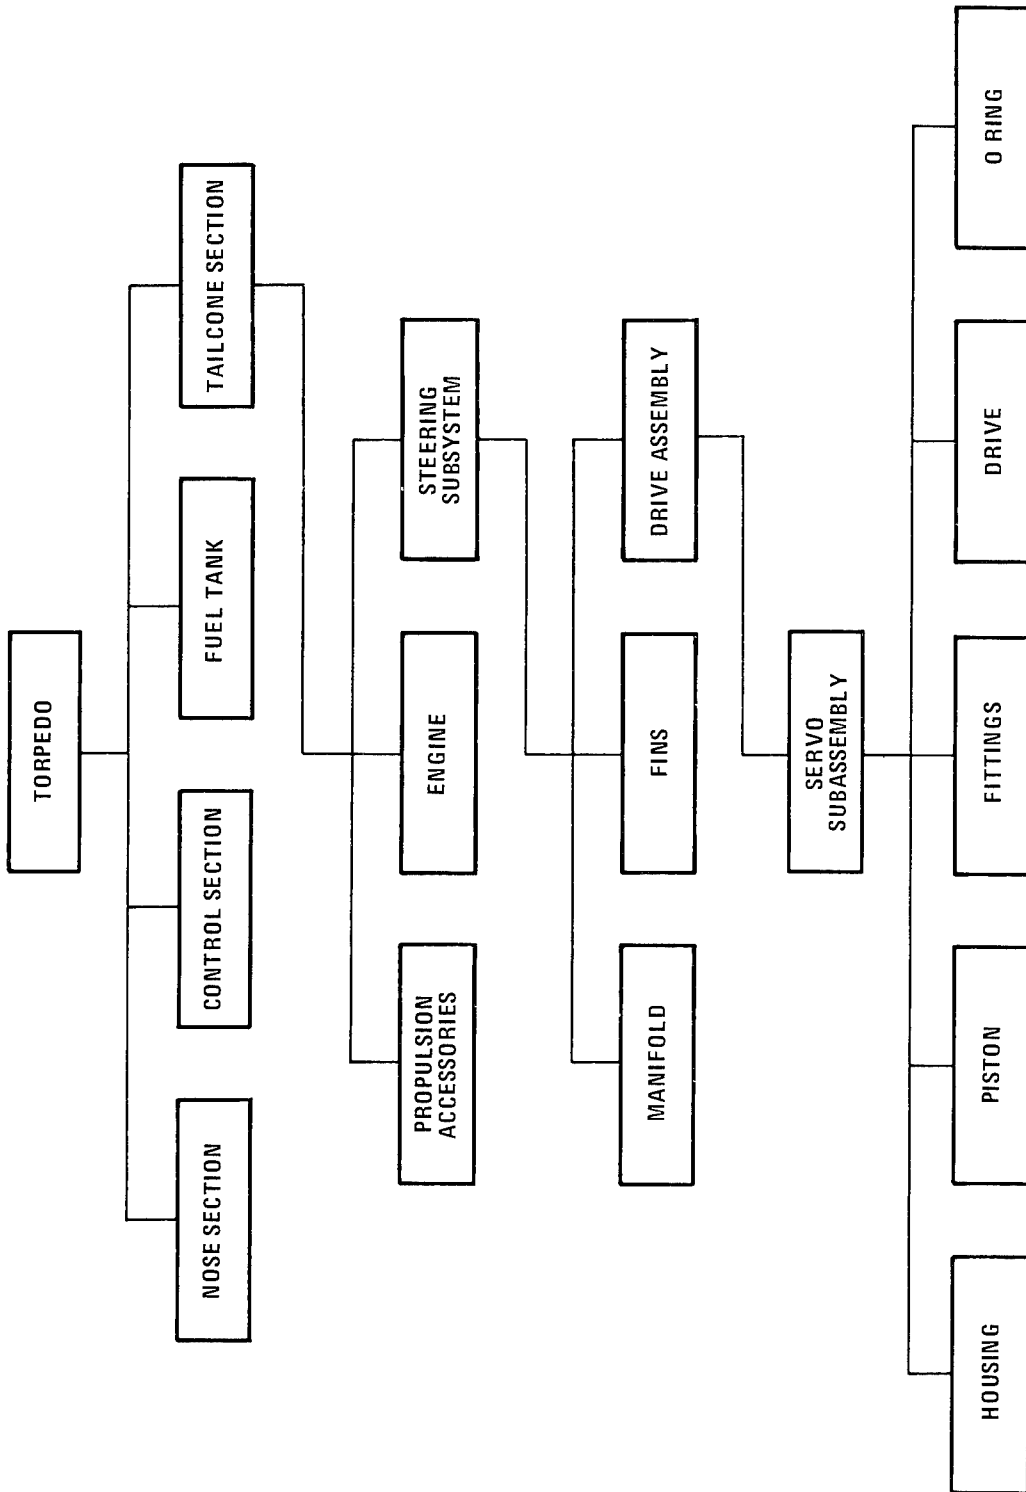 TORPEDO
NOSE SECTION
CONTROL SECTION
FUEL TANK
TAILCONE SECTION
PROPULSION
ACCESSORIES
ENGINE
STEERING
SUBSYSTEM
MANIFOLD
FINS
DRIVE ASSEMBLY
SERVO
SUBASSEMBLY
HOUSING
PISTON
FITTINGS
DRIVE
O RING